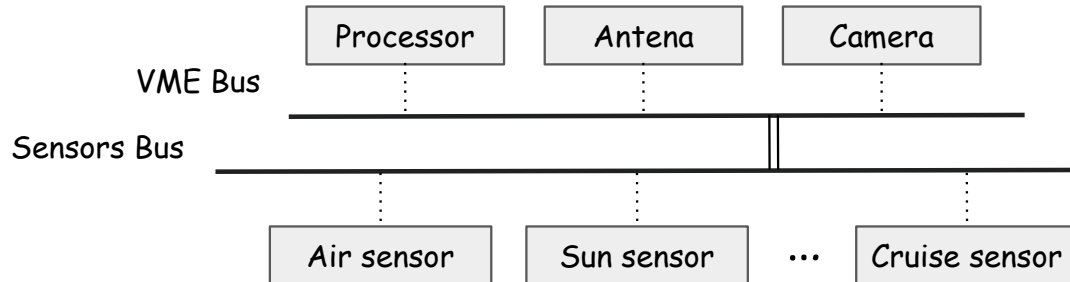 Processor
Antena
Camera
VME Bus
Sensors Bus
Air sensor
Sun sensor
...
Cruise sensor